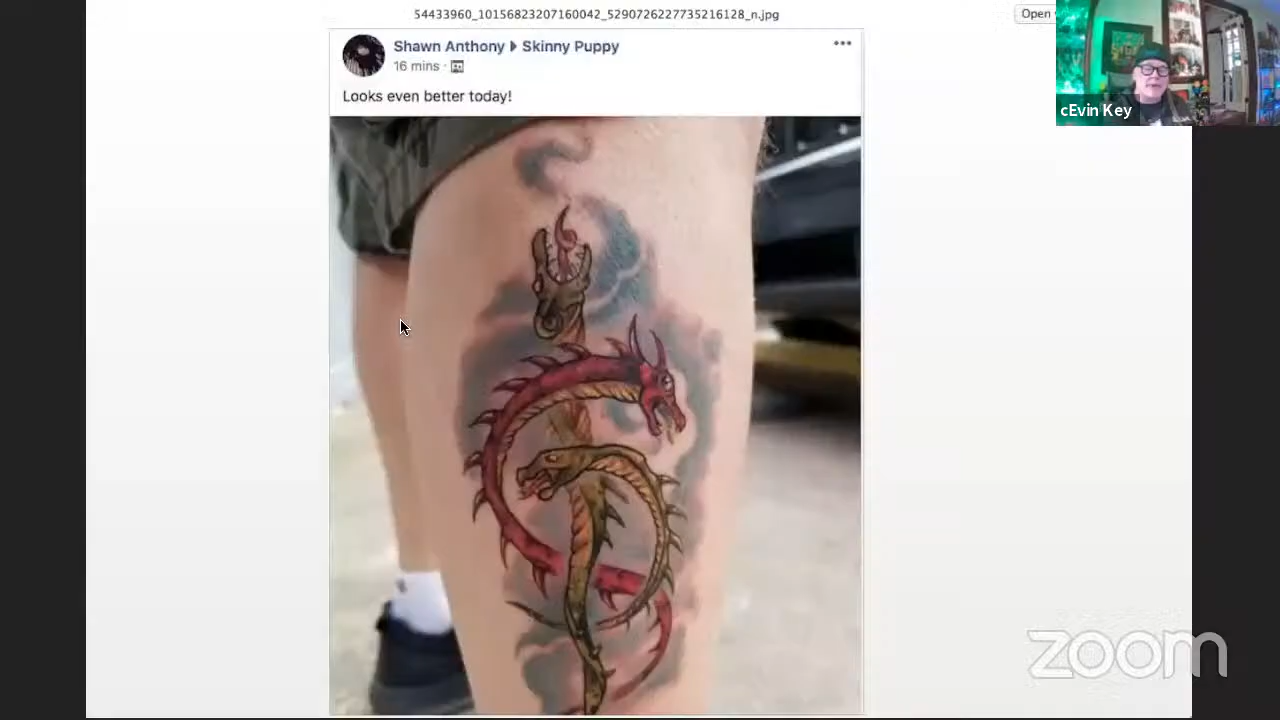 54433960_10156823207160042_5290726227735216128_n.jpg
Open
Shawn Anthony Skinny Puppy
16 mins ·
Looks even better today!
cEvin Key
zoom